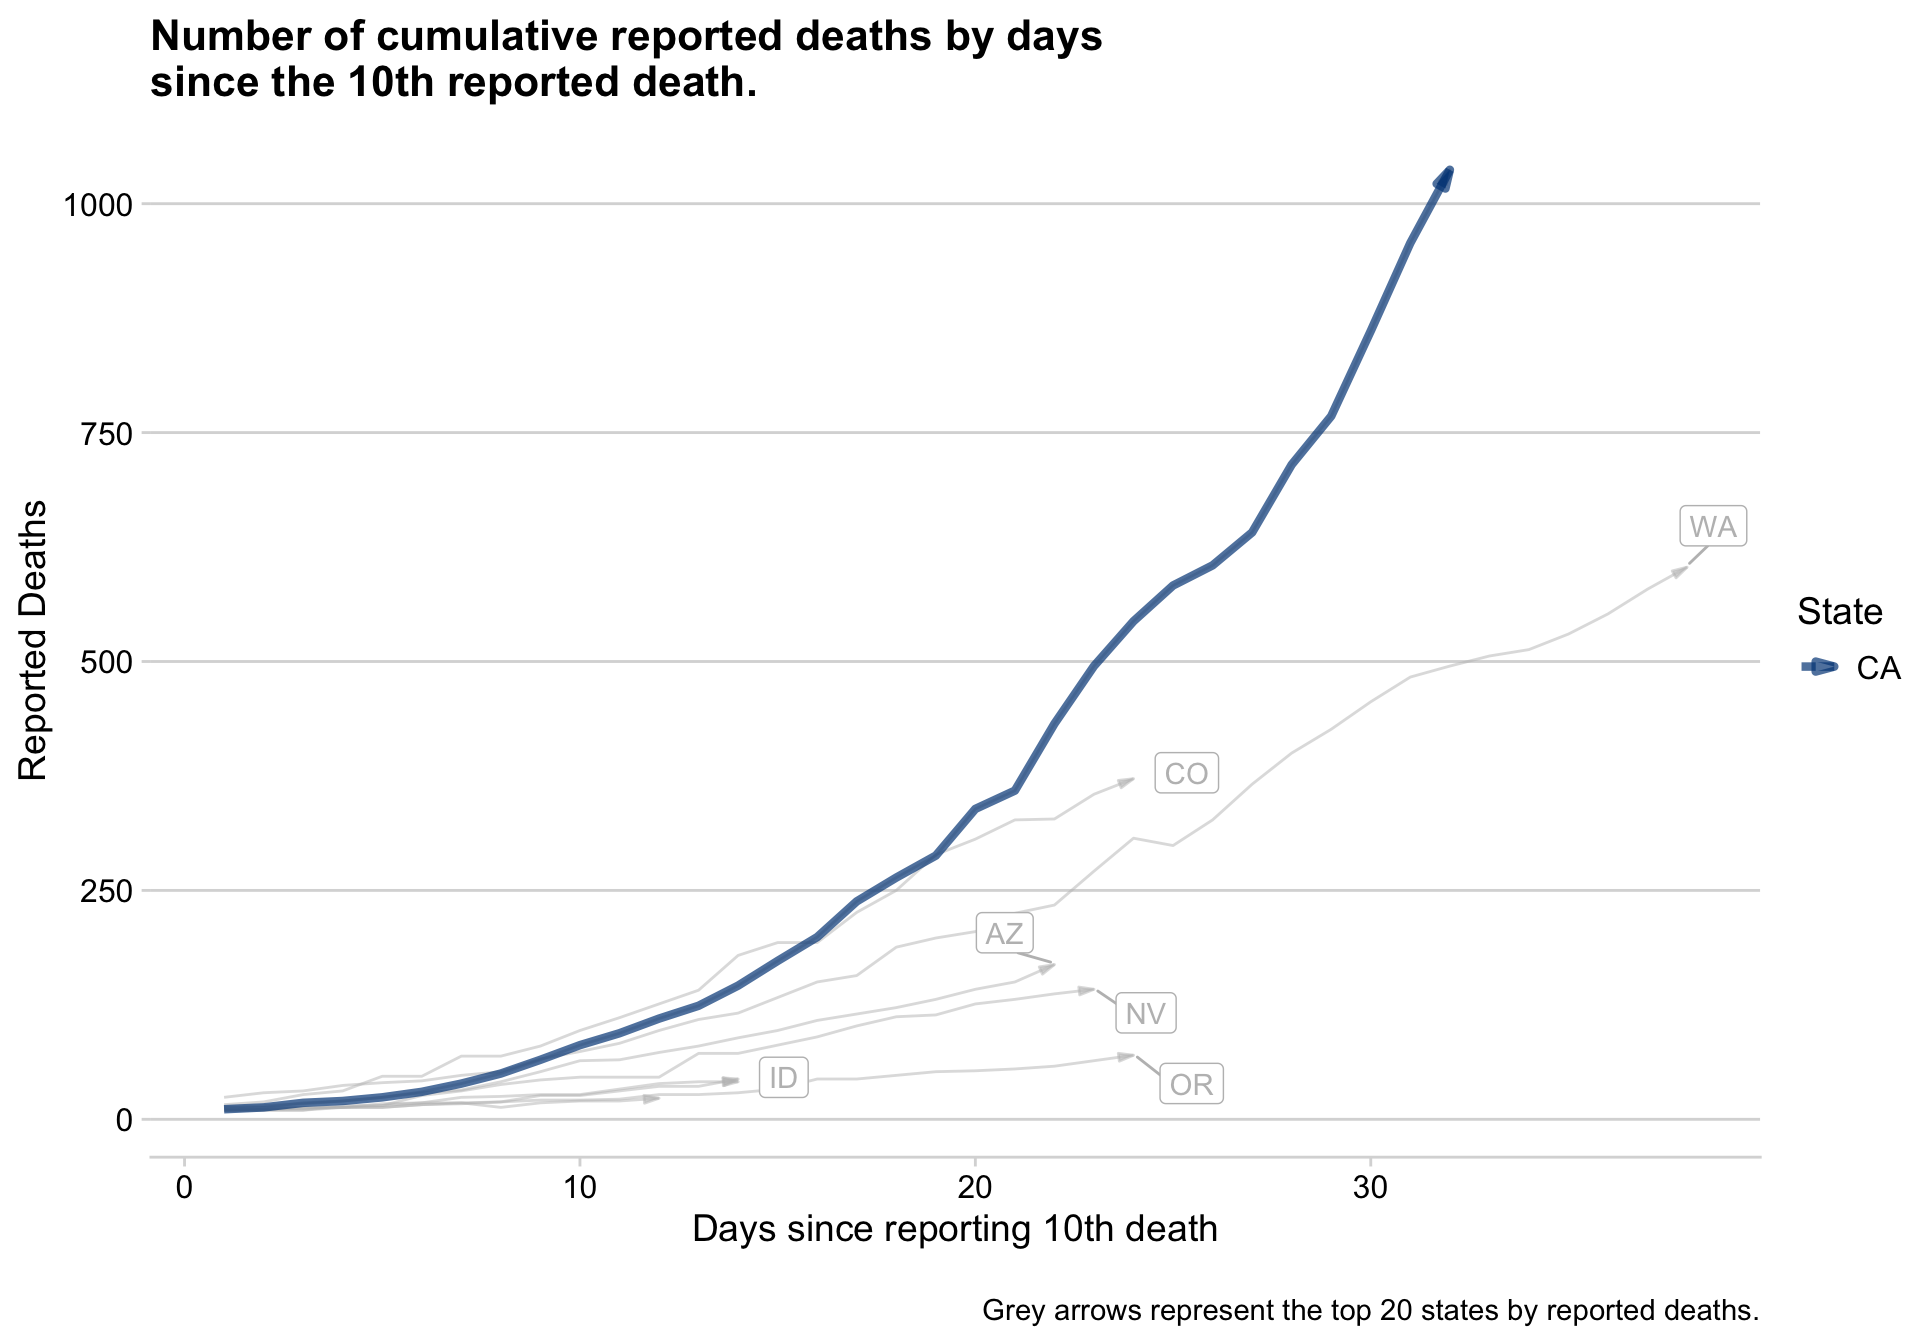 Number of cumulative reported deaths by days
since the 10th reported death.
1000
750
500
250
0
Reported Deaths
WA
CO
AZ
NV
ID
OR
State
CA
0
10
20
30
Days since reporting 10th death
Grey arrows represent the top 20 states by reported deaths.